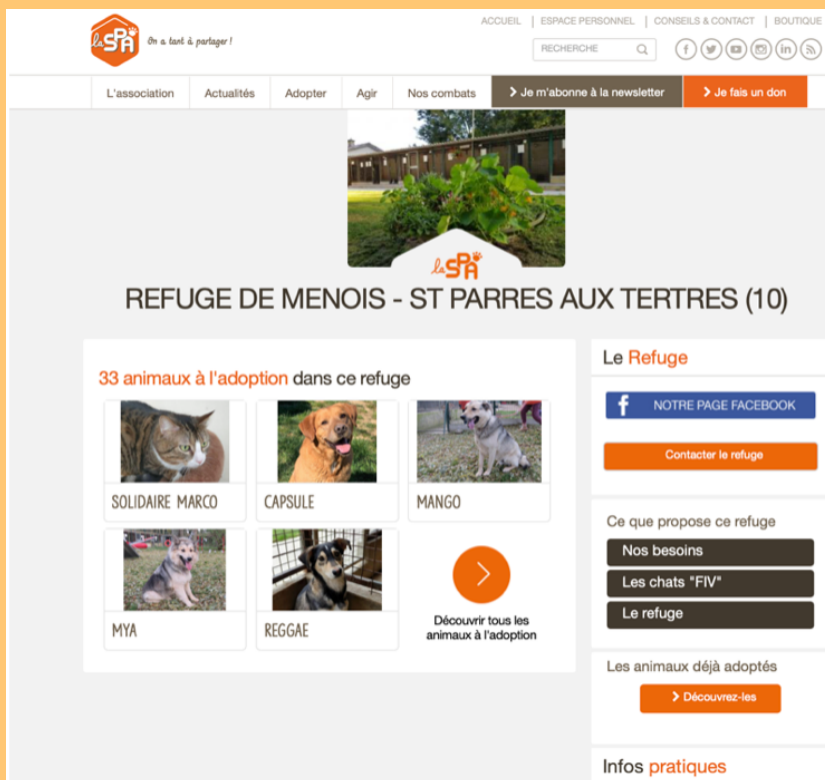 la SPA
On a tant à partager !
ACCUEIL | ESPACE PERSONNEL | CONSEILS & CONTACT | BOUTIQUE
RECHERCHE
L'association
Actualités
Adopter
Agir
Nos combats
Je m'abonne à la newsletter
Je fais un don
la SPA
REFUGE DE MENOIS - ST PARRES AUX TERTRES (10)
33 animaux à l'adoption dans ce refuge
SOLIDAIRE MARCO
CAPSULE
MANGO
MYA
REGGAE
Découvrir tous les
animaux à l'adoption
Le Refuge
NOTRE PAGE FACEBOOK
Contacter le refuge
Ce que propose ce refuge
Nos besoins
Les chats "FIV"
Le refuge
Les animaux déjà adoptés
Découvrez-les
Infos pratiques